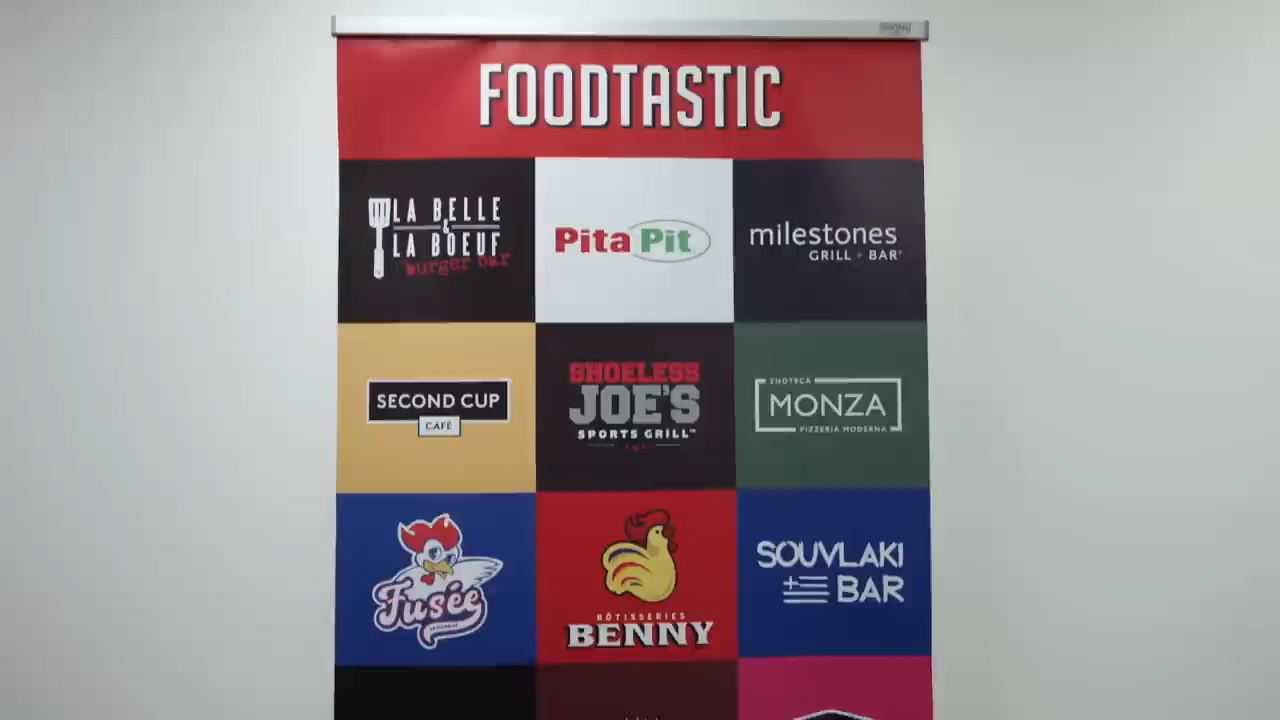 FOODTASTIC
LA BELLE
&
LA BOEUF
burger bar
Pita Pit
milestones
GRILL + BAR
SECOND CUP
CAFÉ
SHOELESS
JOE'S
SPORTS GRILL™
ENOTECA
MONZA
PIZZERIA MODERNA
Fusée
RÔTISSERIES
BENNY
SOUVLAKI
BAR